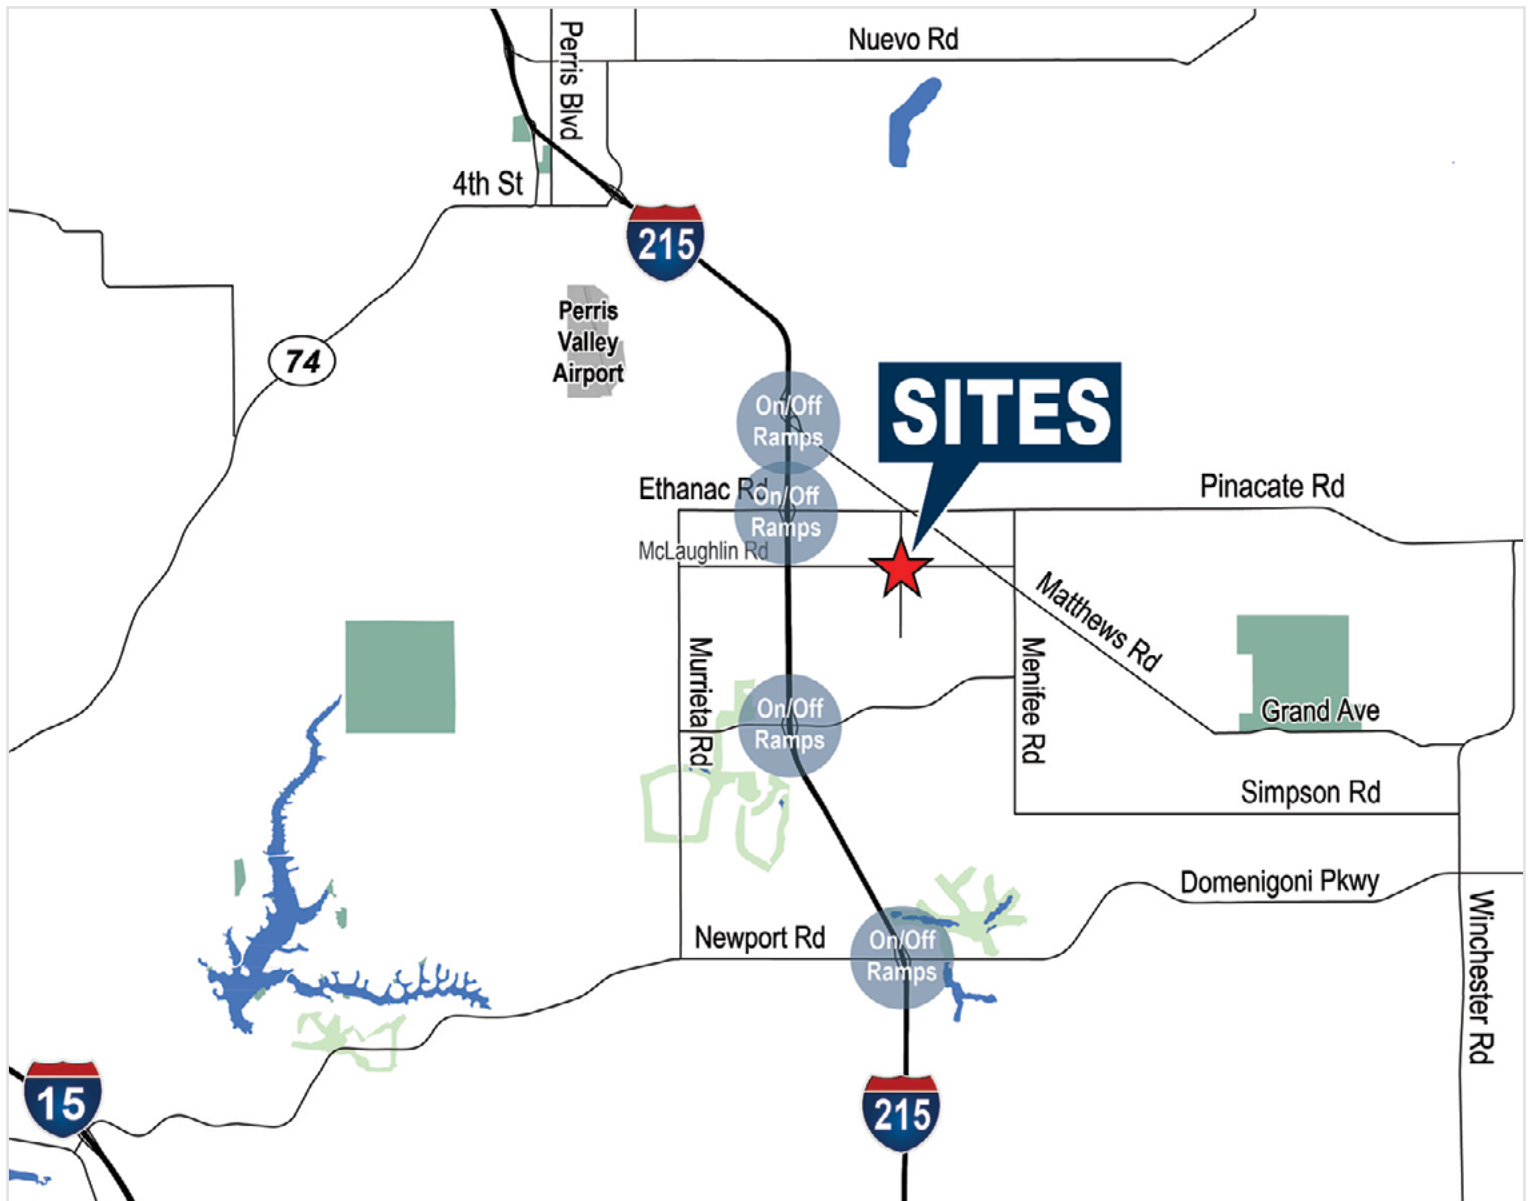 Nuevo Rd
Perris Blvd
4th St
215
Perris
Valley
Airport
74
On/Off
Ramps
SITES
Ethanac Rd
On/Off
Ramps
Pinacate Rd
McLaughlin Rd
Matthews Rd
Murrieta Rd
Menifee Rd
On/Off
Ramps
Grand Ave
Simpson Rd
Domenigoni Pkwy
Newport Rd
On/Off
Ramps
Winchester Rd
15
215